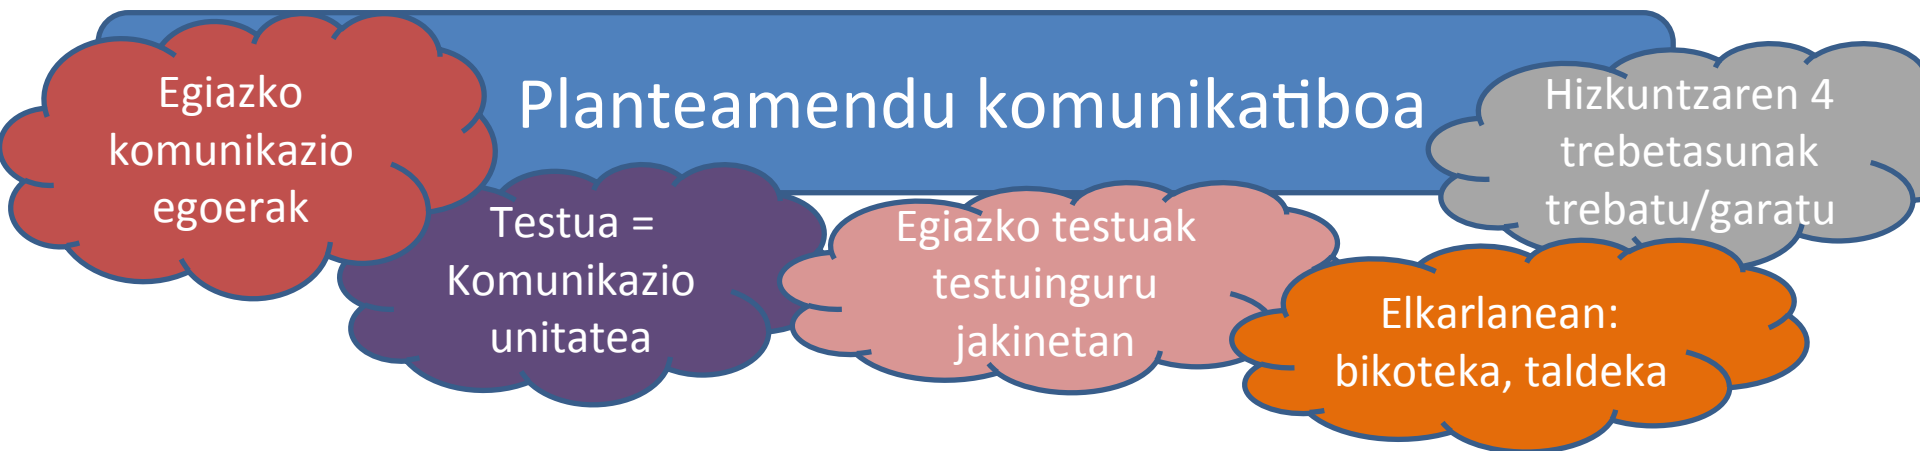 Planteamendu komunikatiboa
Egiazko
komunikazio
egoerak
Testua =
Komunikazio
unitatea
Egiazko testuak
testuinguru
jakinetan
Hizkuntzaren 4
trebetasunak
trebatu/garatu
Elkarlanean:
bikoteka, taldeka